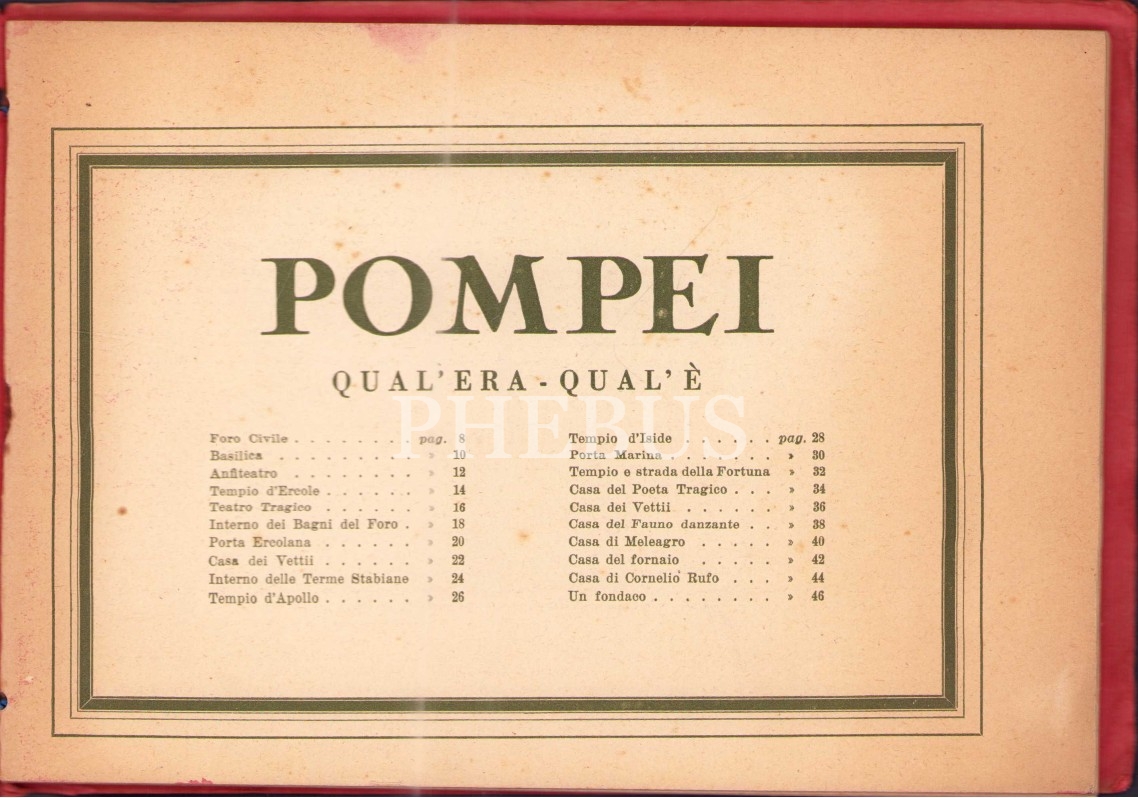 POMPEI
QUAL'ERA - QUAL'È
PHEBUS
Foro Civile . . . . . . . . pag. 8
Basilica . . . . . . . . . » 10
Anfiteatro . . . . . . . . » 12
Tempio d'Ercole . . . . . . » 14
Teatro Tragico . . . . . . » 16
Interno dei Bagni del Foro . » 18
Porta Ercolana . . . . . . » 20
Casa dei Vettii . . . . . . » 22
Interno delle Terme Stabiane » 24
Tempio d'Apollo . . . . . . » 26
Tempio d'Iside . . . . . . pag. 28
Porta Marina . . . . . . . » 30
Tempio e strada della Fortuna » 32
Casa del Poeta Tragico . . . » 34
Casa dei Vettii . . . . . . » 36
Casa del Fauno danzante . . » 38
Casa di Meleagro . . . . . » 40
Casa del fornaio . . . . . » 42
Casa di Cornelio Rufo . . . » 44
Un fondaco . . . . . . . . » 46